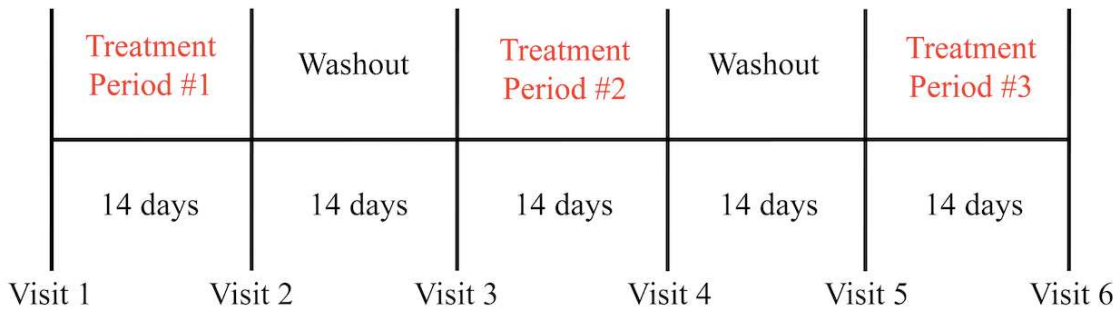 Treatment
Period #1
Washout
Treatment
Period #2
Washout
Treatment
Period #3
14 days
14 days
14 days
14 days
14 days
Visit 1
Visit 2
Visit 3
Visit 4
Visit 5
Visit 6